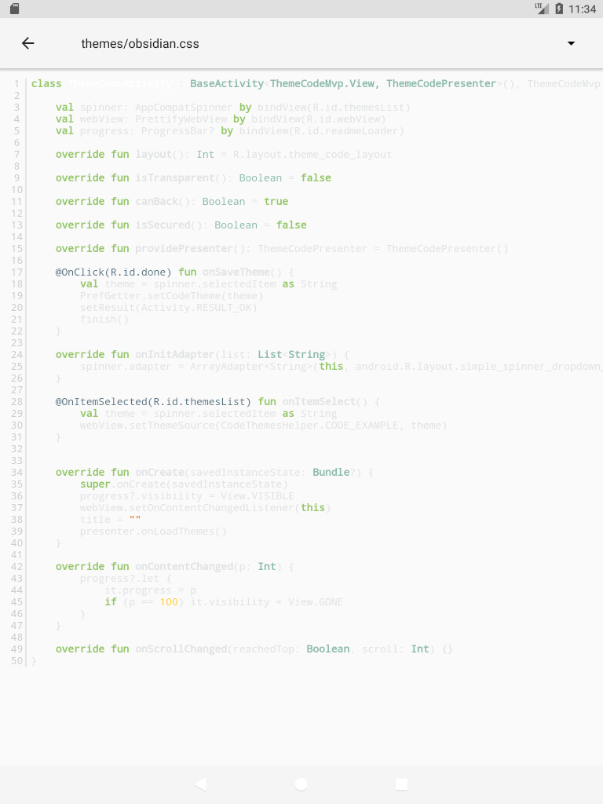 LTE 11:34
themes/obsidian.css
1 class ThemeCodeActivity : BaseActivity<ThemeCodeMvp.View, ThemeCodePresenter>(), ThemeCodeMvp
2
3 val spinner: AppCompatSpinner by bindView(R.id.themesList)
4 val webView: PrettifyWebView by bindView(R.id.webView)
5 val progress: ProgressBar? by bindView(R.id.readmeLoader)
6
7 override fun layout(): Int = R.layout.theme_code_layout
8
9 override fun isTransparent(): Boolean = false
10
11 override fun canBack(): Boolean = true
12
13 override fun isSecured(): Boolean = false
14
15 override fun providePresenter(): ThemeCodePresenter = ThemeCodePresenter()
16
17 @OnClick(R.id.done) fun onSaveTheme() {
18 val theme = spinner.selectedItem as String
19 PrefGetter.setCodeTheme(theme)
20 setResult(Activity.RESULT_OK)
21 finish()
22 }
23
24 override fun onInitAdapter(list: List<String>) {
25 spinner.adapter = ArrayAdapter<String>(this, android.R.layout.simple_spinner_dropdown_
26 }
27
28 @OnItemSelected(R.id.themesList) fun onItemSelect() {
29 val theme = spinner.selectedItem as String
30 webView.setThemeSource(CodeThemesHelper.CODE_EXAMPLE, theme)
31 }
32
33
34 override fun onCreate(savedInstanceState: Bundle?) {
35 super.onCreate(savedInstanceState)
36 progress?.visibility = View.VISIBLE
37 webView.setOnContentChangedListener(this)
38 title = ""
39 presenter.onLoadThemes()
40 }
41
42 override fun onContentChanged(p: Int) {
43 progress?.let {
44 it.progress = p
45 if (p == 100) it.visibility = View.GONE
46 }
47 }
48
49 override fun onScrollChanged(reachedTop: Boolean, scroll: Int) {}
50 }